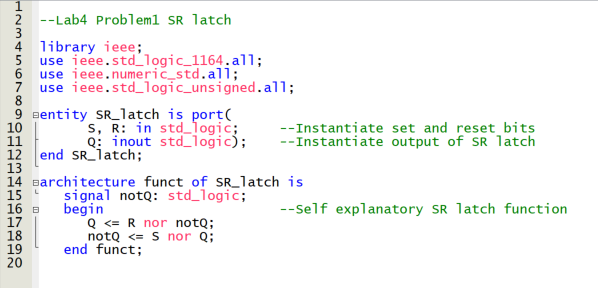 1
2 --Lab4 Problem1 SR latch
3
4 library ieee;
5 use ieee.std_logic_1164.all;
6 use ieee.numeric_std.all;
7 use ieee.std_logic_unsigned.all;
8
9 entity SR_latch is port(
10 S, R: in std_logic; --Instantiate set and reset bits
11 Q: inout std_logic); --Instantiate output of SR latch
12 end SR_latch;
13
14 architecture funct of SR_latch is
15 signal notQ: std_logic;
16 begin --Self explanatory SR latch function
17 Q <= R nor notQ;
18 notQ <= S nor Q;
19 end funct;
20